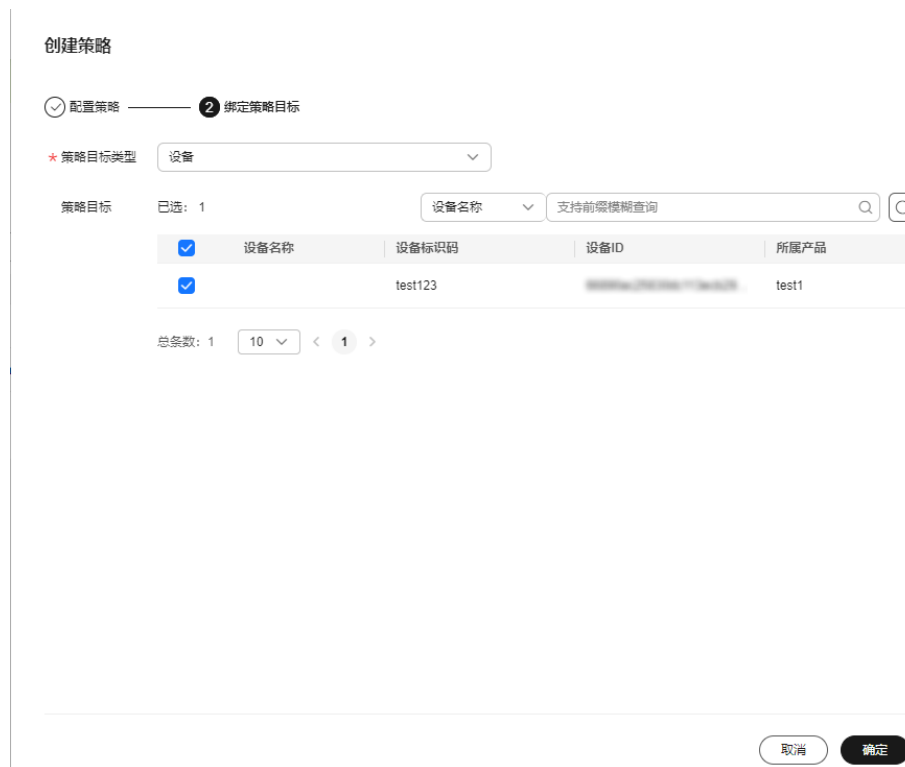 创建策略
配置策略 2 绑定策略目标
* 策略目标类型 设备
策略目标 已选: 1 设备名称 支持前缀模糊查询
设备名称 设备标识码 设备ID 所属产品
test123 test1
总条数: 1 10 < 1 >
取消 确定